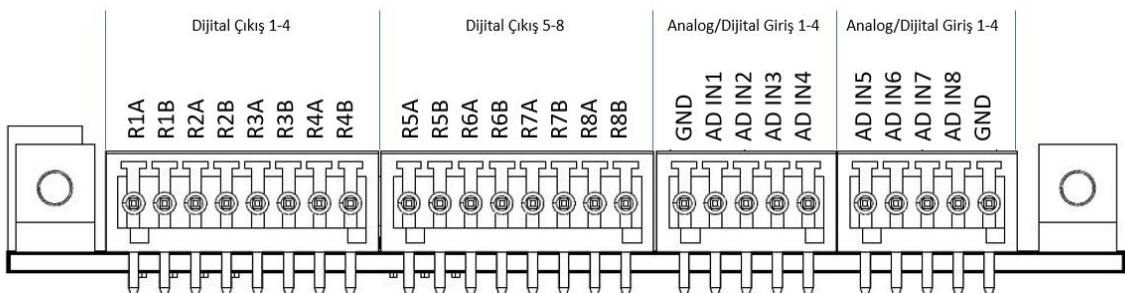 Dijital Çıkış 1-4
Dijital Çıkış 5-8
Analog/Dijital Giriş 1-4
Analog/Dijital Giriş 1-4
R1A
R1B
R2A
R2B
R3A
R3B
R4A
R4B
R5A
R5B
R6A
R6B
R7A
R7B
R8A
R8B
GND
AD IN1
AD IN2
AD IN3
AD IN4
AD IN5
AD IN6
AD IN7
AD IN8
GND